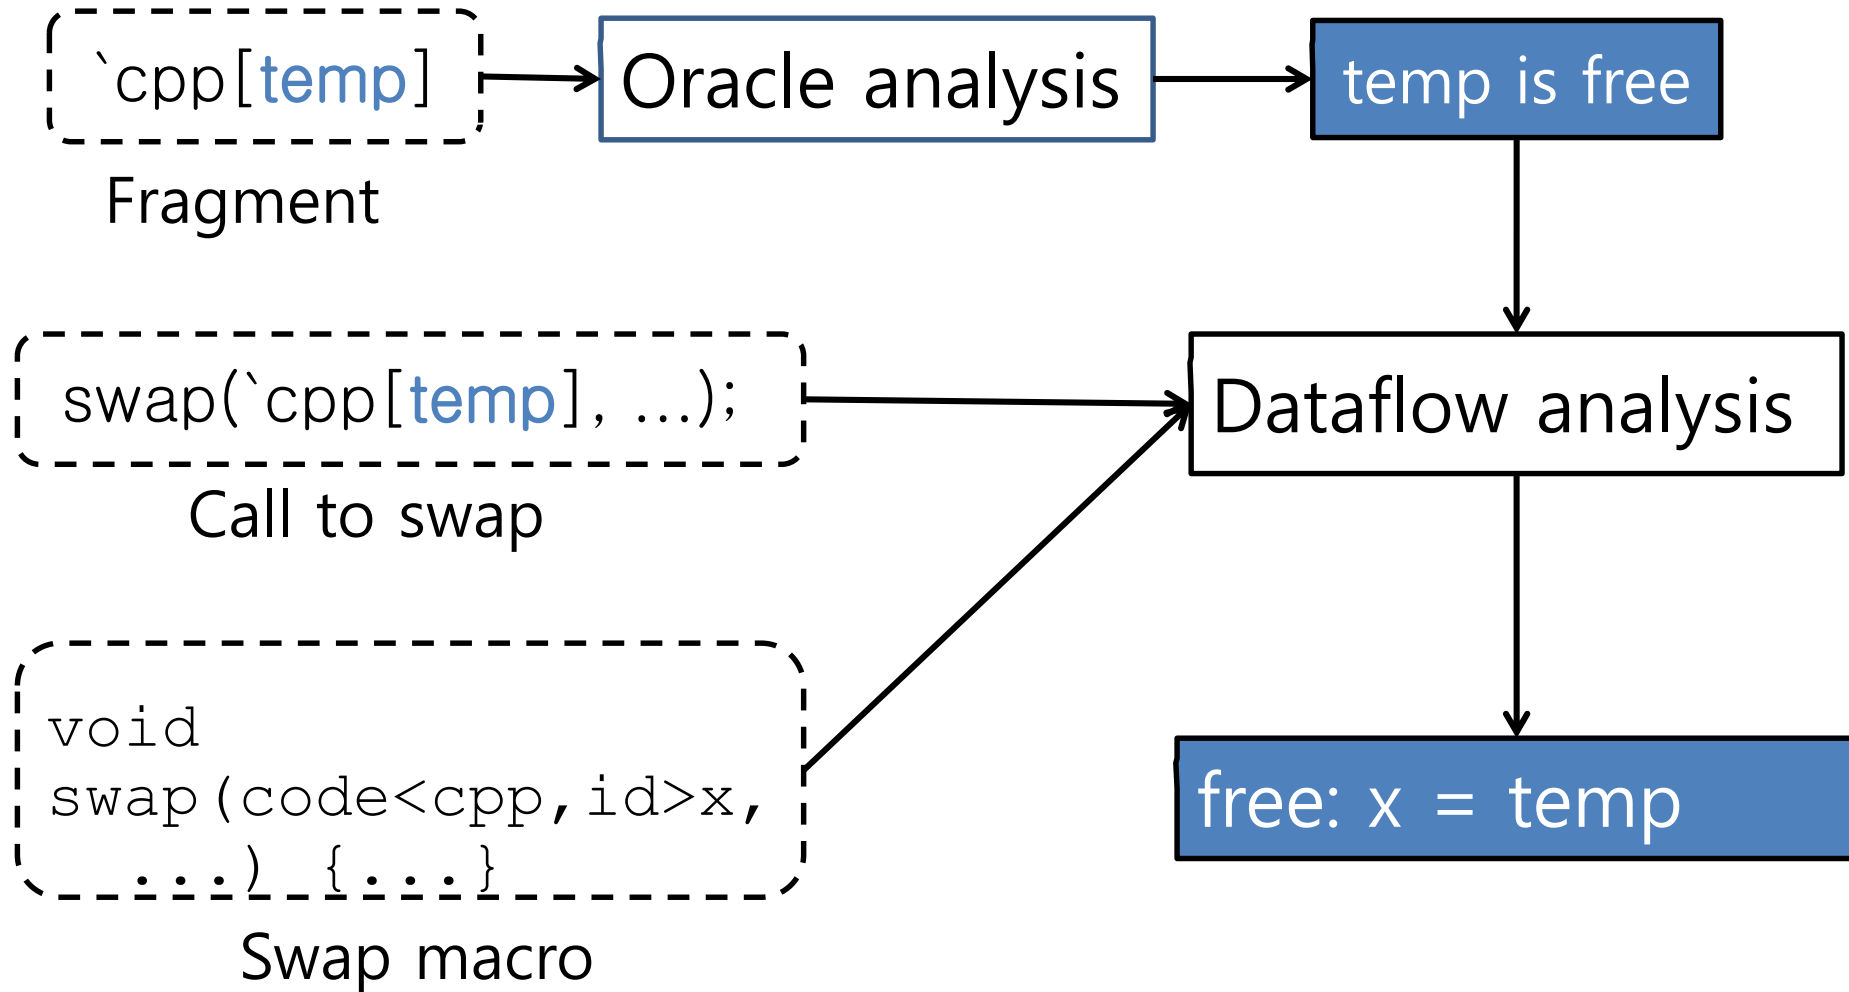 `cpp[temp]
Oracle analysis
temp is free
Fragment
swap(`cpp[temp], ...);
Dataflow analysis
Call to swap
void
swap(code<cpp,id>x,
...) {...}
free: x = temp
Swap macro